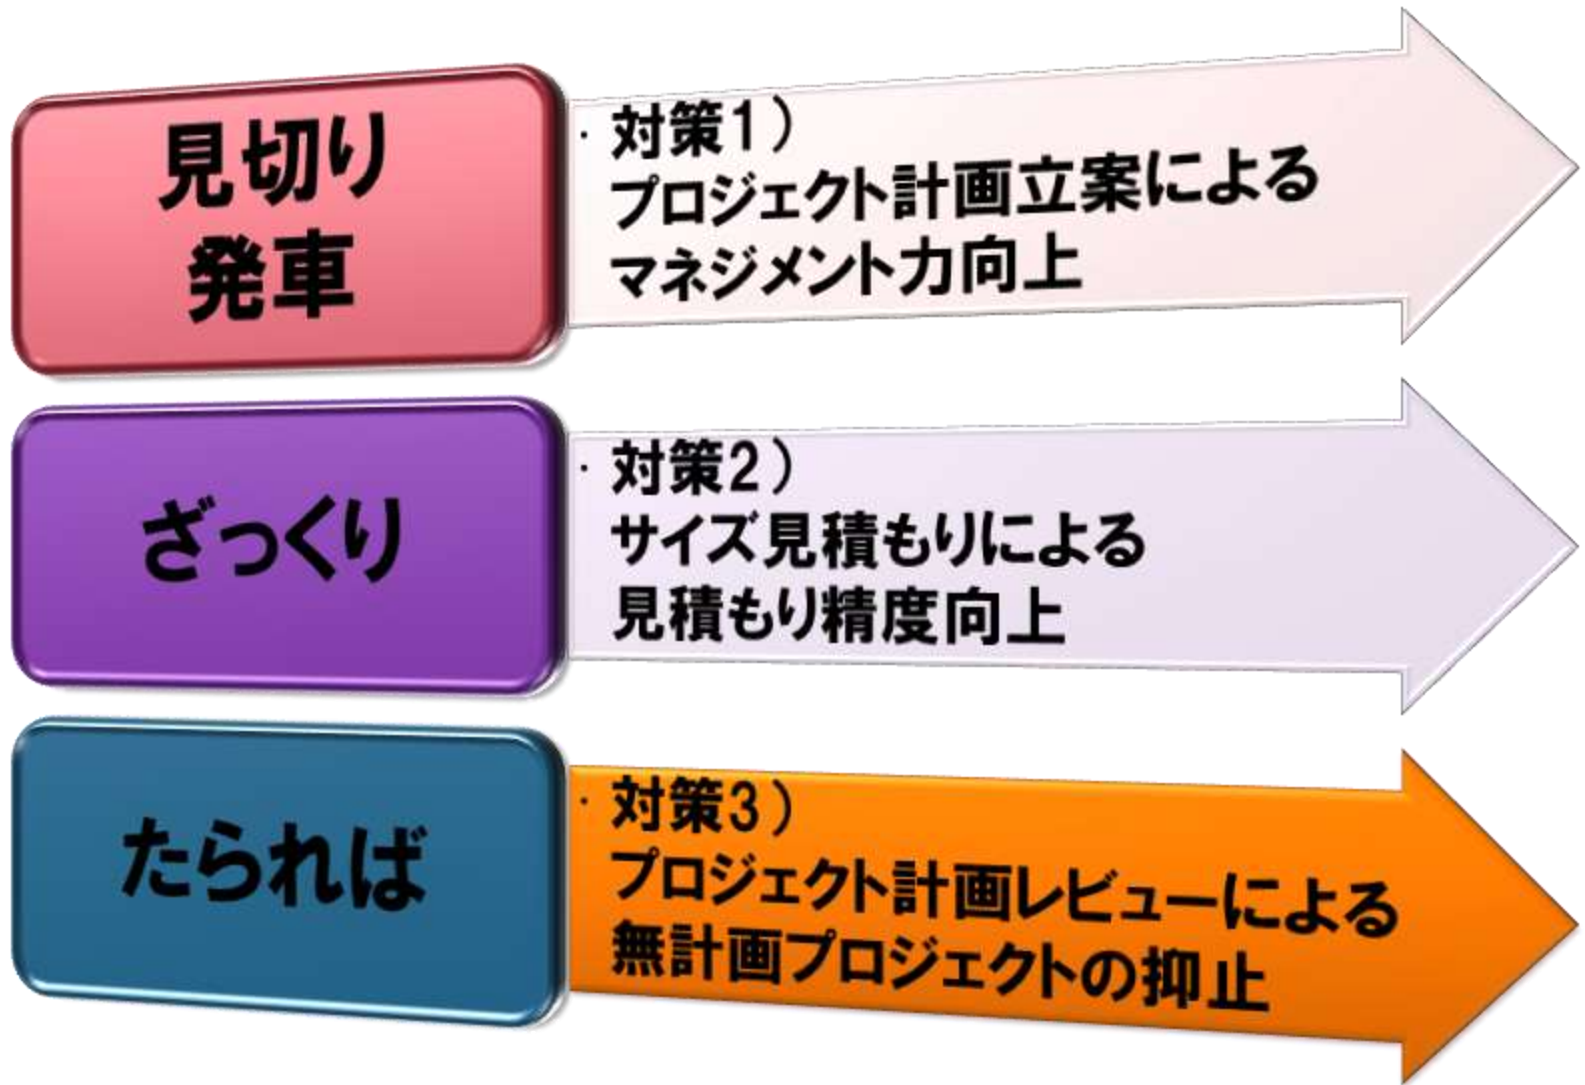 見切り
発車
・対策1）
プロジェクト計画立案による
マネジメント力向上
ざっくり
・対策2）
サイズ見積もりによる
見積もり精度向上
たられば
・対策3）
プロジェクト計画レビューによる
無計画プロジェクトの抑止